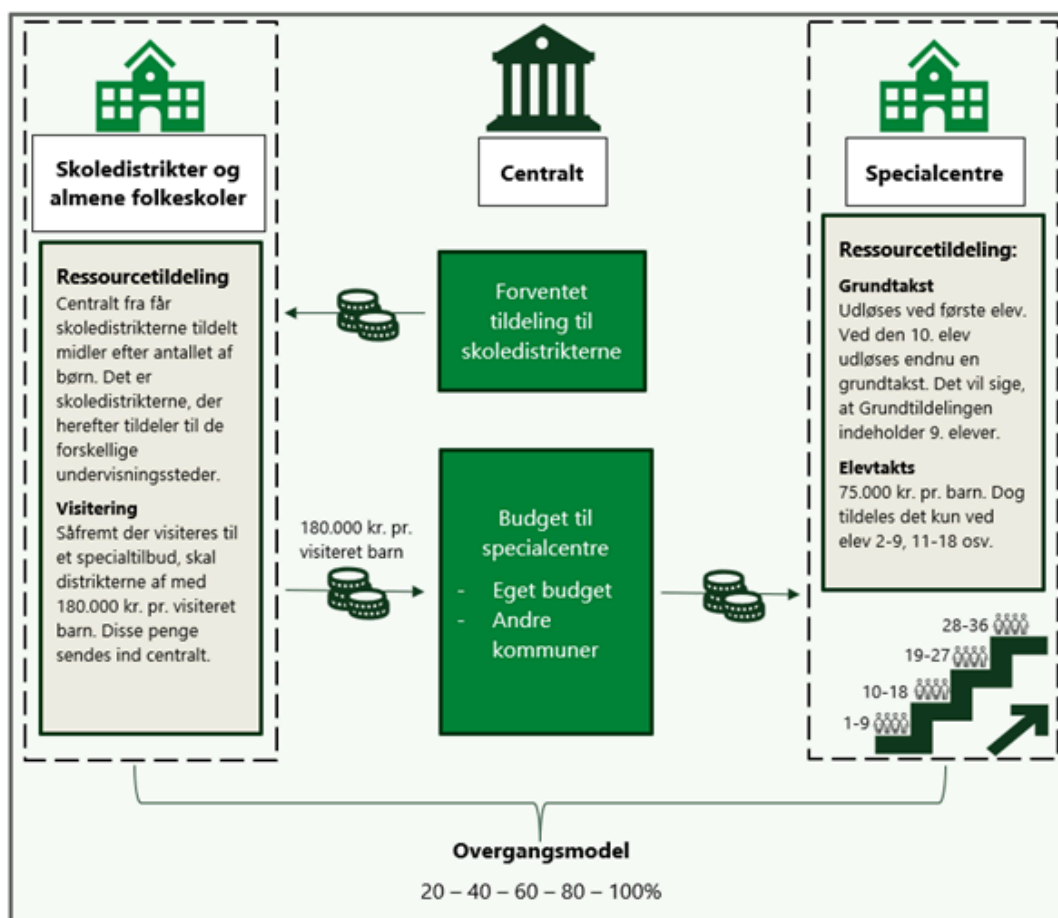 Skoledistrikter og
almene folkeskoler
Ressourcetildeling
Centralt fra får
skoledistrikterne tildelt
midler efter antallet af
børn. Det er
skoledistrikterne, der
herefter tildeler til de
forskellige
undervisningssteder.
Visitering
Såfremt der visiteres til
et specialtilbud, skal
distrikterne af med
180.000 kr. pr. visiteret
barn. Disse penge
sendes ind centralt.
Centralt
Forventet
tildeling til
skoledistrikterne
180.000 kr. pr.
visiteret barn
Budget til
specialcentre
- Eget budget
- Andre
kommuner
Specialcentre
Ressourcetildeling:
Grundtakst
Udløses ved første elev.
Ved den 10. elev
udløses endnu en
grundtakst. Det vil sige,
at Grundtildelingen
indeholder 9. elever.
Elevtakts
75.000 kr. pr. barn. Dog
tildeles det kun ved
elev 2-9, 11-18 osv.
28-36
19-27
10-18
1-9
Overgangsmodel
20 – 40 – 60 – 80 – 100%